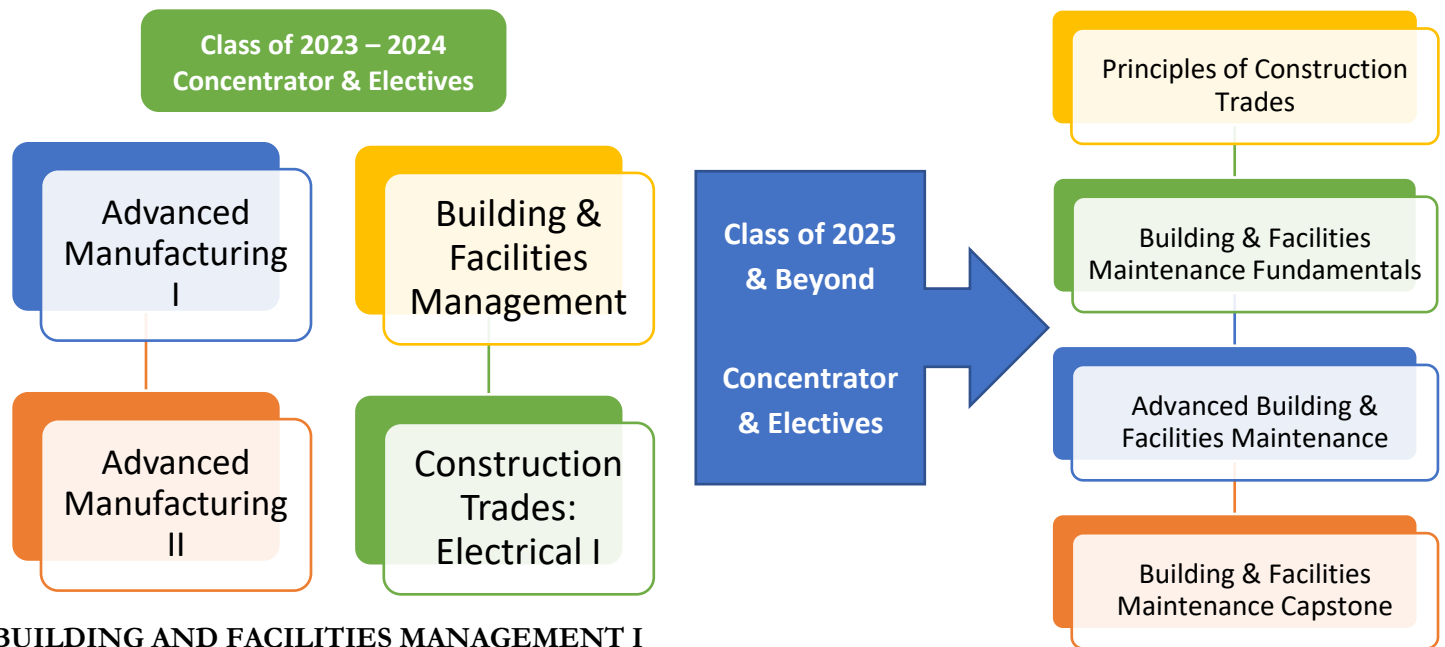 Class of 2023 – 2024
Concentrator & Electives
Advanced
Manufacturing
I
Advanced
Manufacturing
II
Building &
Facilities
Management
Construction
Trades:
Electrical I
Class of 2025
& Beyond
Concentrator
& Electives
Principles of Construction
Trades
Building & Facilities
Maintenance Fundamentals
Advanced Building &
Facilities Maintenance
Building & Facilities
Maintenance Capstone
BUILDING AND FACILITIES MANAGEMENT I